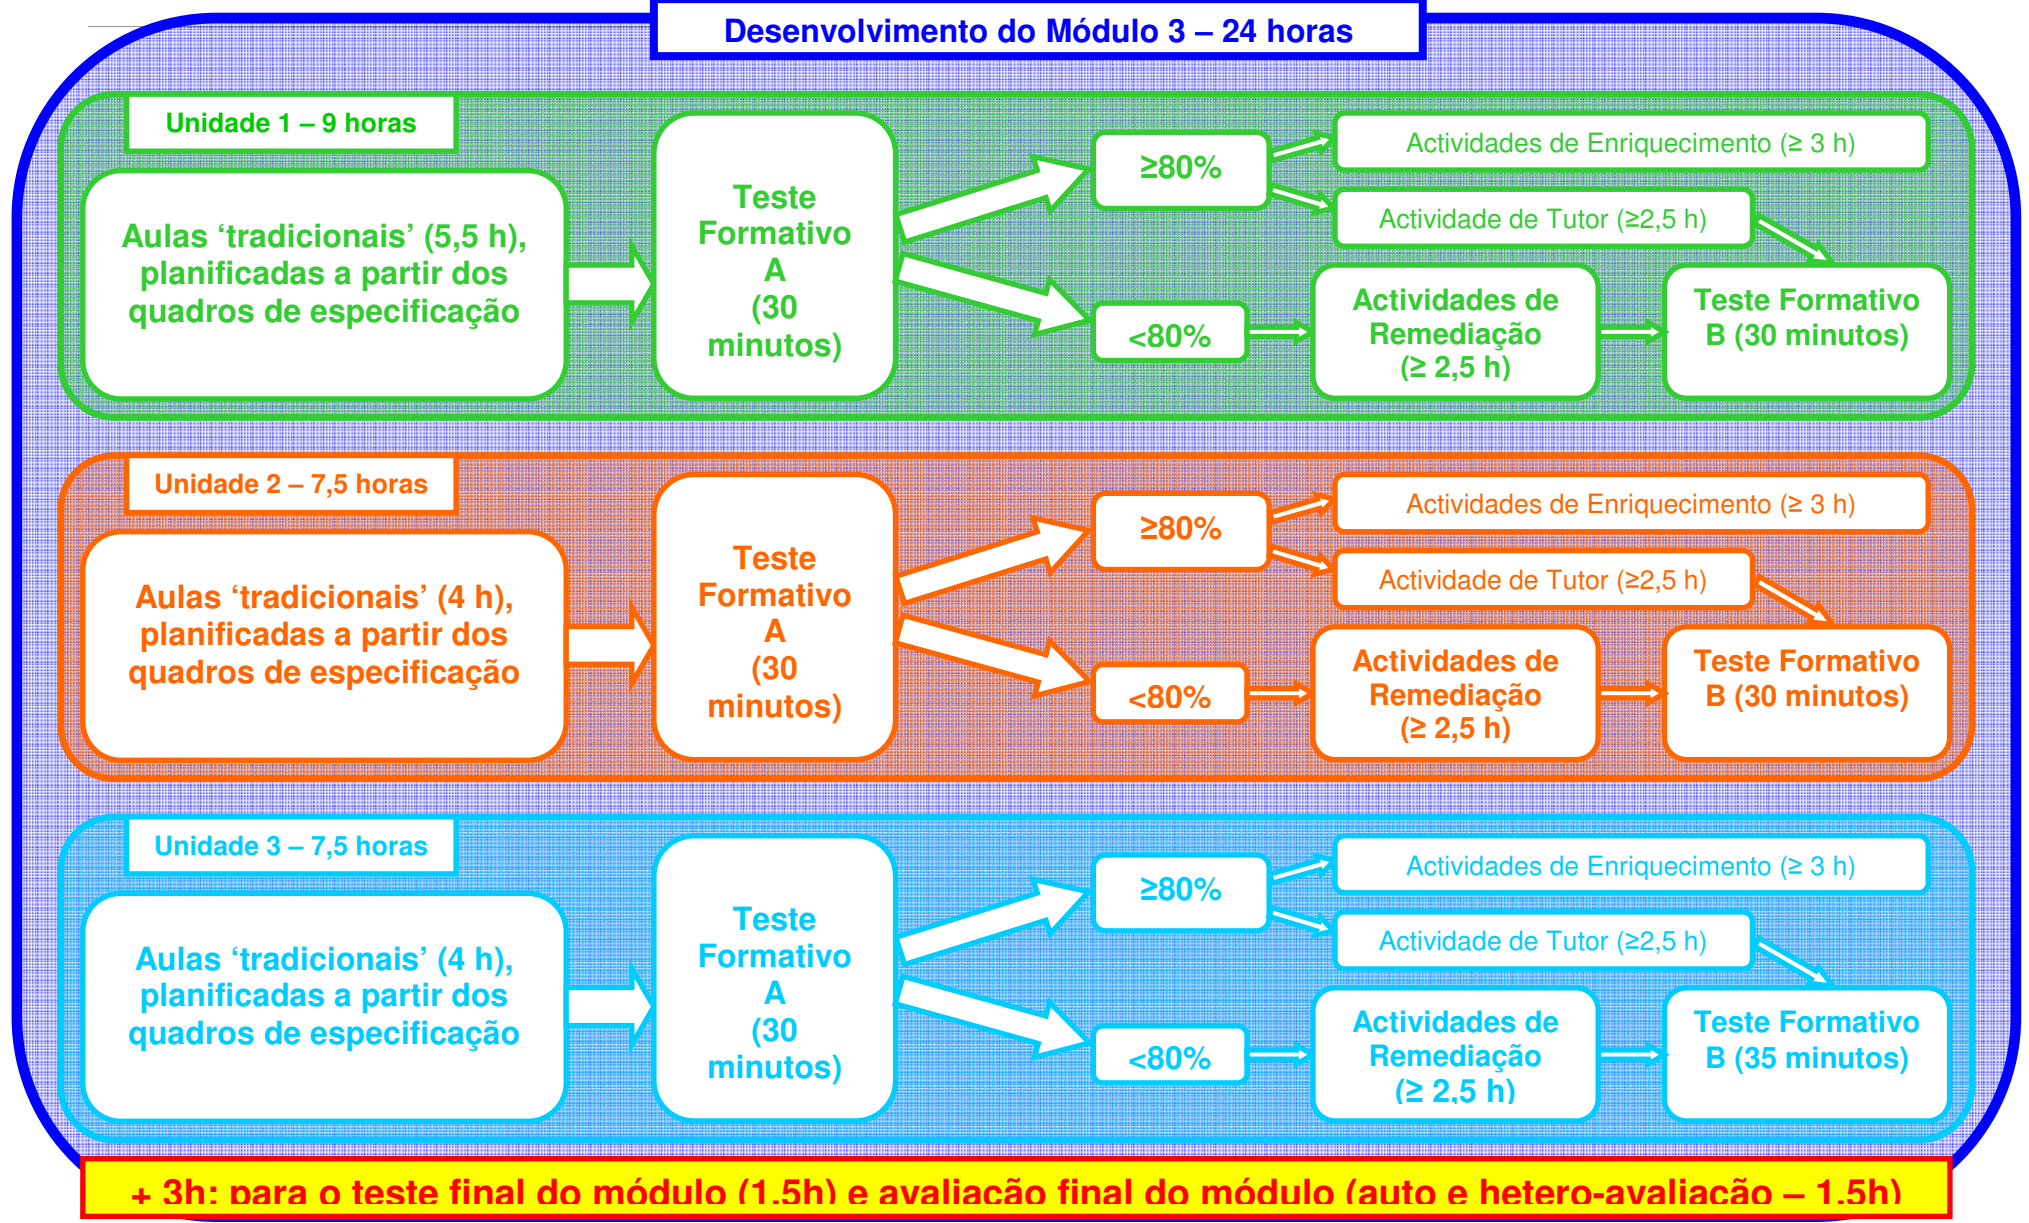 Desenvolvimento do Módulo 3 – 24 horas
Unidade 1 – 9 horas
Aulas ‘tradicionais’ (5,5 h),
planificadas a partir dos
quadros de especificação
Teste
Formativo
A
(30
minutos)
≥80%
<80%
Actividades de Enriquecimento (≥ 3 h)
Actividade de Tutor (≥2,5 h)
Actividades de
Remediação
(≥ 2,5 h)
Teste Formativo
B (30 minutos)
Unidade 2 – 7,5 horas
Aulas ‘tradicionais’ (4 h),
planificadas a partir dos
quadros de especificação
Teste
Formativo
A
(30
minutos)
≥80%
<80%
Actividades de Enriquecimento (≥ 3 h)
Actividade de Tutor (≥2,5 h)
Actividades de
Remediação
(≥ 2,5 h)
Teste Formativo
B (30 minutos)
Unidade 3 – 7,5 horas
Aulas ‘tradicionais’ (4 h),
planificadas a partir dos
quadros de especificação
Teste
Formativo
A
(30
minutos)
≥80%
<80%
Actividades de Enriquecimento (≥ 3 h)
Actividade de Tutor (≥2,5 h)
Actividades de
Remediação
(≥ 2,5 h)
Teste Formativo
B (35 minutos)
+ 3h: para o teste final do módulo (1,5h) e avaliação final do módulo (auto e hetero-avaliação – 1,5h)